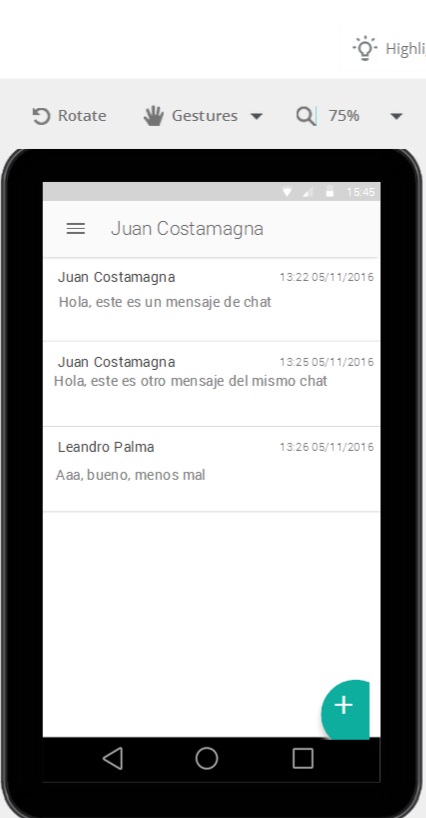 Highli
Rotate Gestures 75%
15:45
Juan Costamagna
Juan Costamagna 13:22 05/11/2016
Hola, este es un mensaje de chat
Juan Costamagna 13:25 05/11/2016
Hola, este es otro mensaje del mismo chat
Leandro Palma 13:26 05/11/2016
Aaa, bueno, menos mal
+